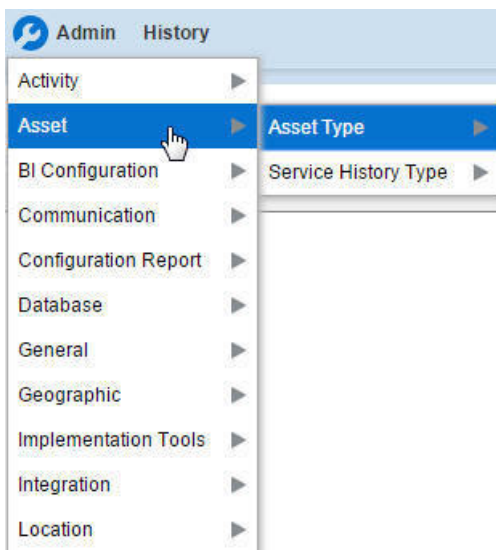 Admin History
Activity
Asset
Asset Type
BI Configuration
Service History Type
Communication
Configuration Report
Database
General
Geographic
Implementation Tools
Integration
Location